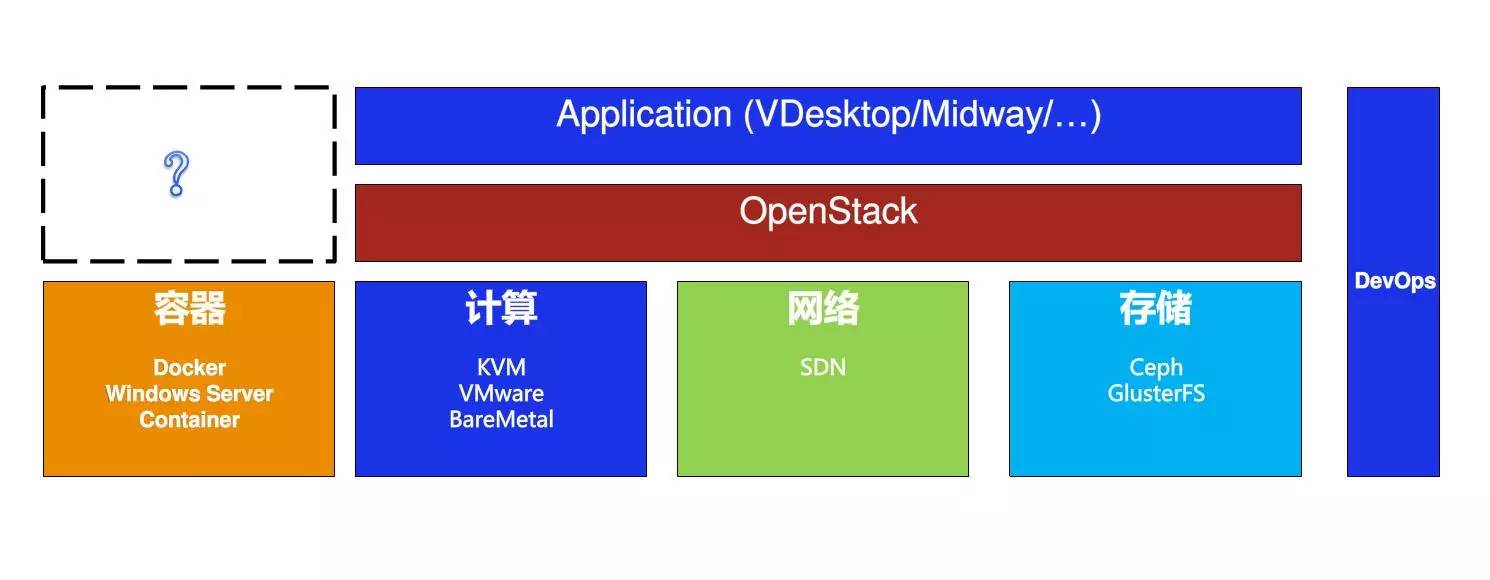 ?
Application (VDesktop/Midway/…)
OpenStack
容器
Docker
Windows Server
Container
计算
KVM
VMware
BareMetal
网络
SDN
存储
Ceph
GlusterFS
DevOps